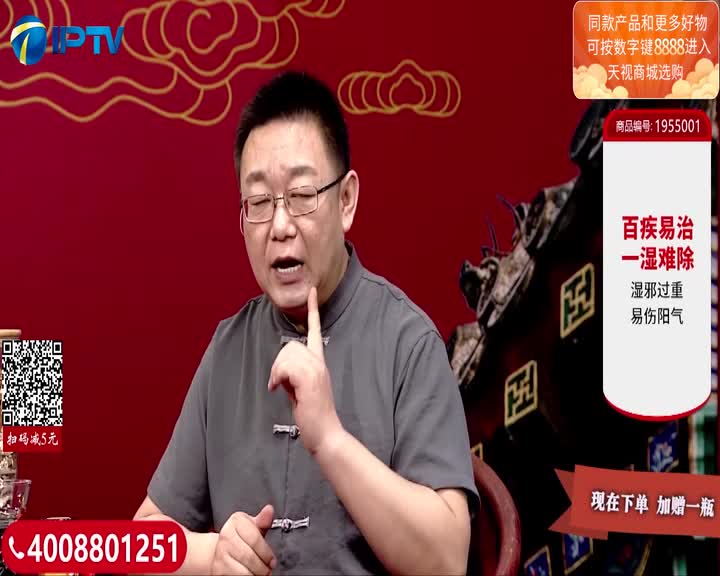 IPTV
同款产品和更多好物
可按数字键8888进入
天视商城选购
商品编号: 1955001
百疾易治
一湿难除
湿邪过重
易伤阳气
扫码减5元
现在下单 加赠一瓶
4008801251